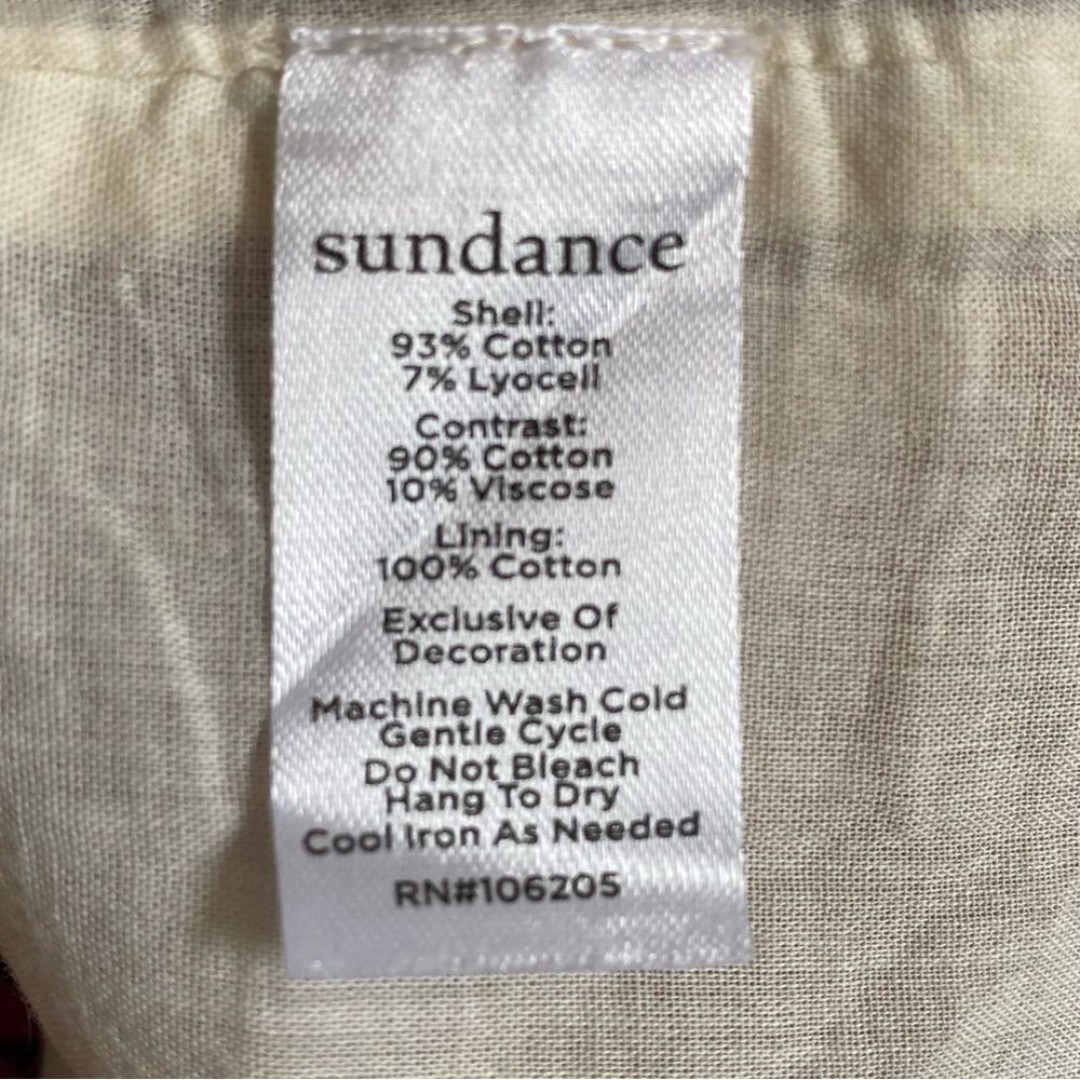 sundance
Shell:
93% Cotton
7% Lyocell
Contrast:
90% Cotton
10% Viscose
Lining:
100% Cotton
Exclusive Of
Decoration
Machine Wash Cold
Gentle Cycle
Do Not Bleach
Hang To Dry
Cool Iron As Needed
RN#106205